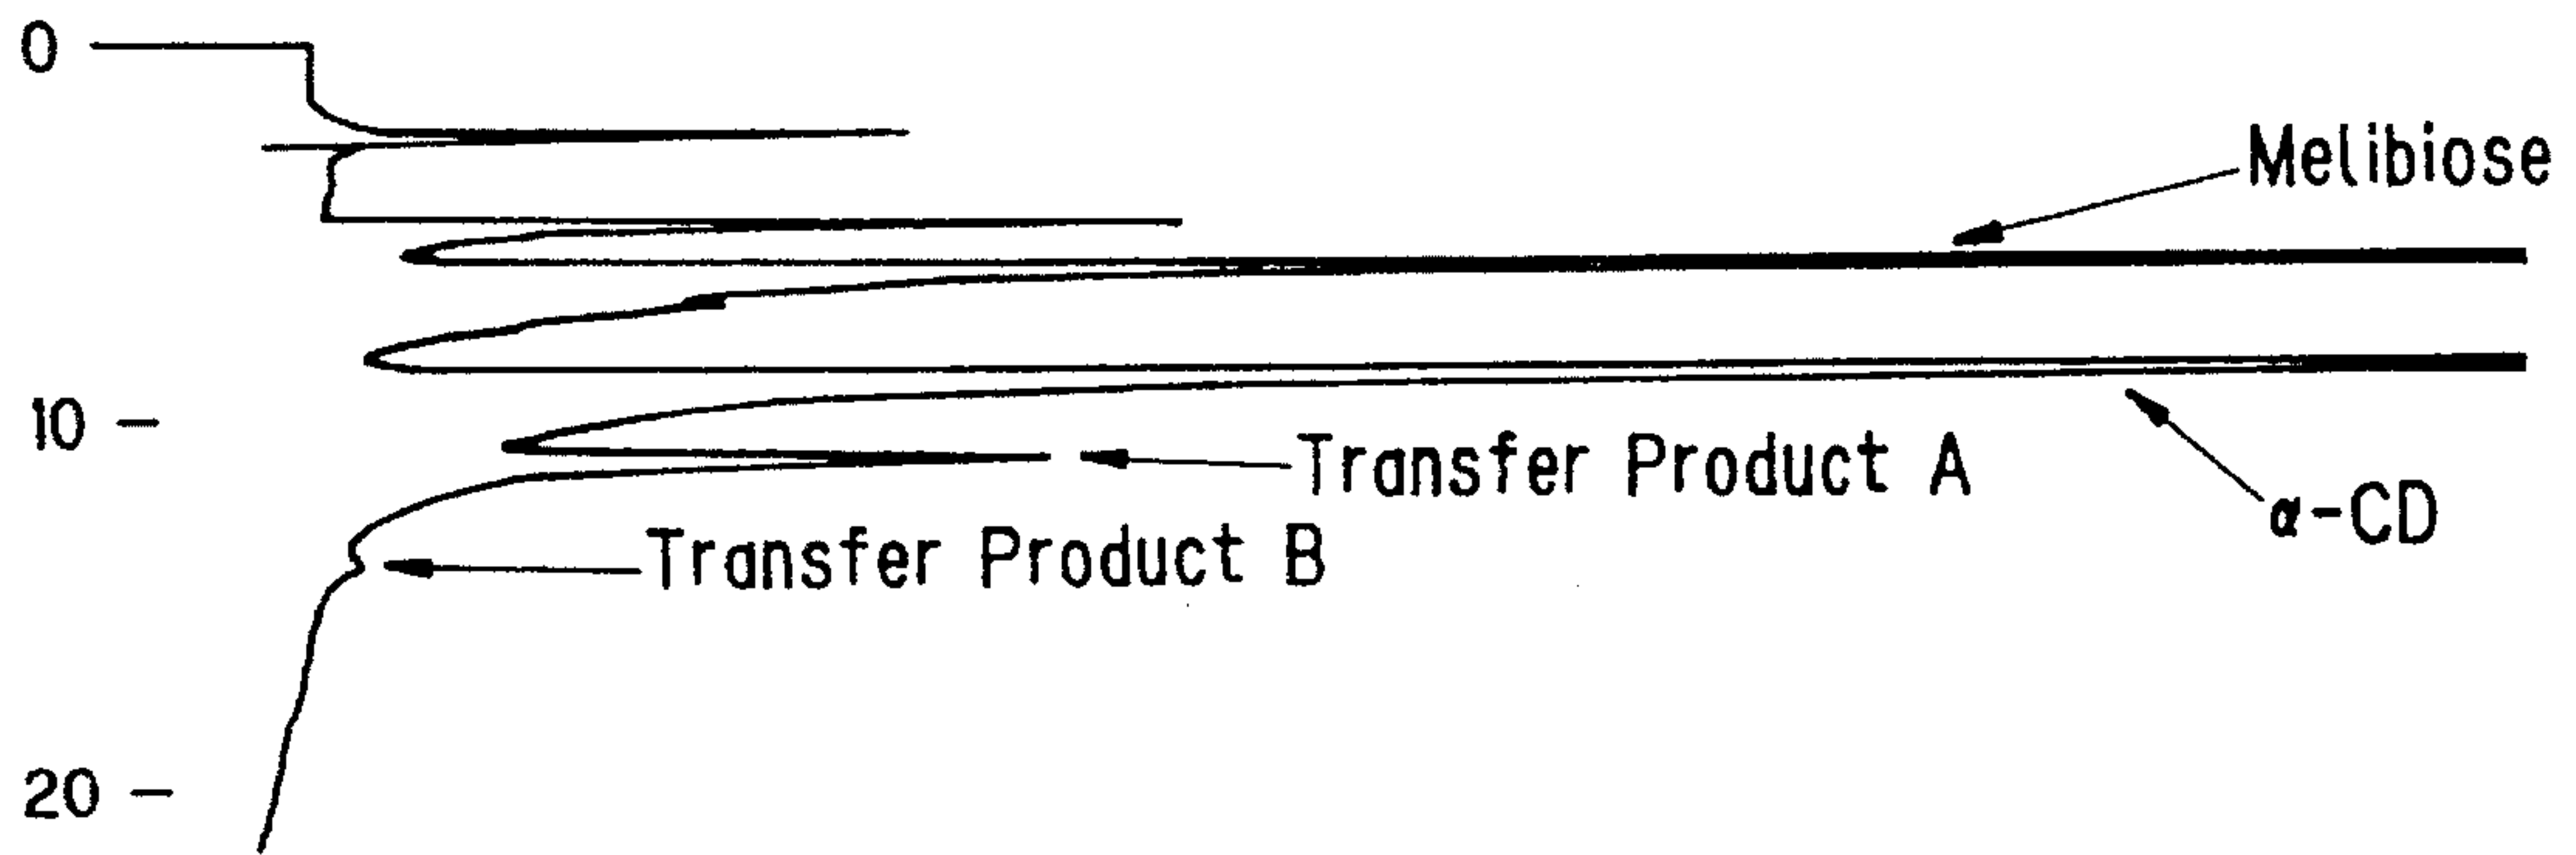 0
Melibiose
10
Transfer Product A
α-CD
Transfer Product B
20